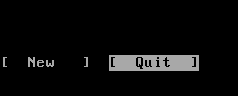 [  New   ]  [  Quit  ]